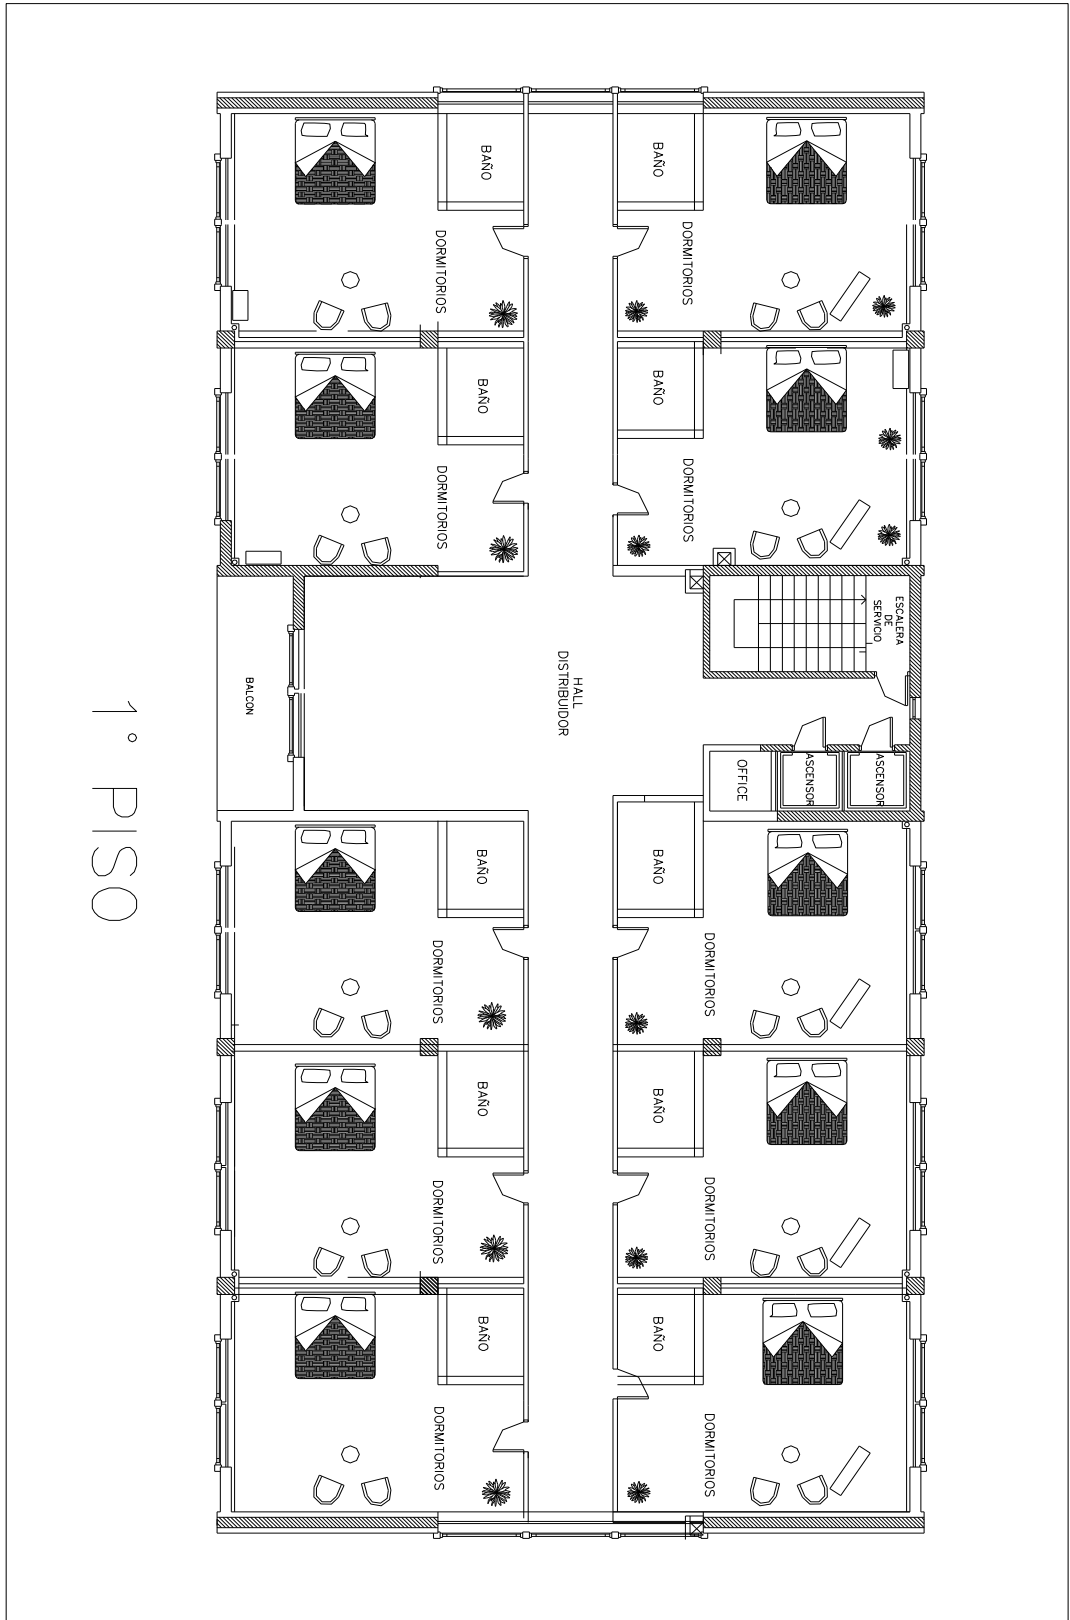 ESCALERA
DE
SERVICIO
ASCENSOR
ASCENSOR
OFFICE
DORMITORIOS
DORMITORIOS
DORMITORIOS
DORMITORIOS
DORMITORIOS
BAÑO
BAÑO
BAÑO
BAÑO
BAÑO
HALL
DISTRIBUIDOR
BAÑO
BAÑO
BAÑO
BAÑO
BAÑO
DORMITORIOS
DORMITORIOS
DORMITORIOS
DORMITORIOS
DORMITORIOS
BALCON
1° PISO